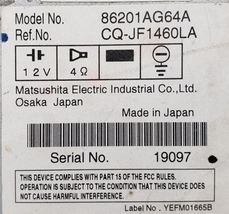 Model No. 86201AG64A
Ref.No. CQ-JF1460LA
12V 4Ω
Matsushita Electric Industrial Co.,Ltd.
Osaka Japan
Made in Japan
Serial No. 19097
THIS DEVICE COMPLIES WITH PART 15 OF THE FCC RULES.
OPERATION IS SUBJECT TO THE CONDITION THAT THIS
DEVICE DOES NOT CAUSE HARMFUL INTERFERENCE.
Label No. YEFM01665B